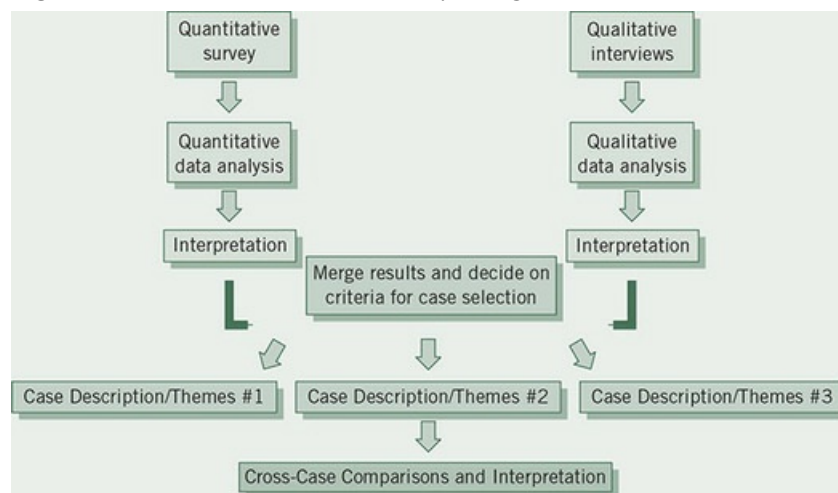 Quantitative
survey
Qualitative
interviews
Quantitative
data analysis
Qualitative
data analysis
Interpretation
Interpretation
Merge results and decide on
criteria for case selection
Case Description/Themes #1
Case Description/Themes #2
Case Description/Themes #3
Cross-Case Comparisons and Interpretation